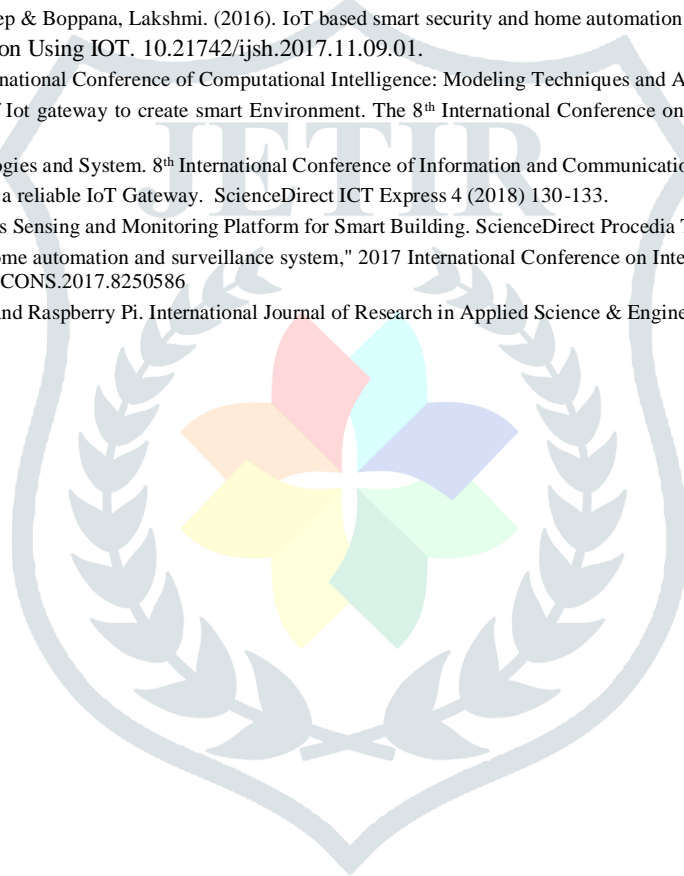 ep & Boppana, Lakshmi. (2016). IoT based smart security and home automation
on Using IOT. 10.21742/ijsh.2017.11.09.01.
rnational Conference of Computational Intelligence: Modeling Techniques and A
f Iot gateway to create smart Environment. The 8th International Conference on
JETIR
ogies and System. 8th International Conference of Information and Communicatio
a reliable IoT Gateway. ScienceDirect ICT Express 4 (2018) 130-133.
s Sensing and Monitoring Platform for Smart Building. ScienceDirect Procedia
ome automation and surveillance system," 2017 International Conference on Inte
CONS.2017.8250586
nd Raspberry Pi. International Journal of Research in Applied Science & Engine